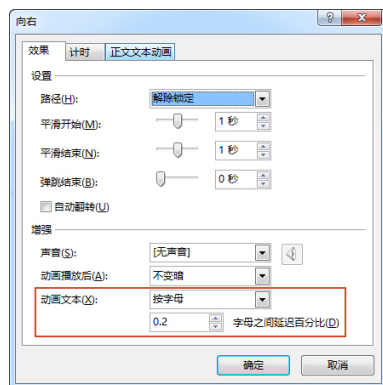 向右
效果 计时 正文文本动画
设置
路径(H): 解除锁定
平滑开始(M): 1 秒
平滑结束(N): 1 秒
弹跳结束(B): 0 秒
自动翻转(U)
增强
声音(S): [无声音]
动画播放后(A): 不变暗
动画文本(X): 按字母
0.2 字母之间延迟百分比(D)
确定 取消